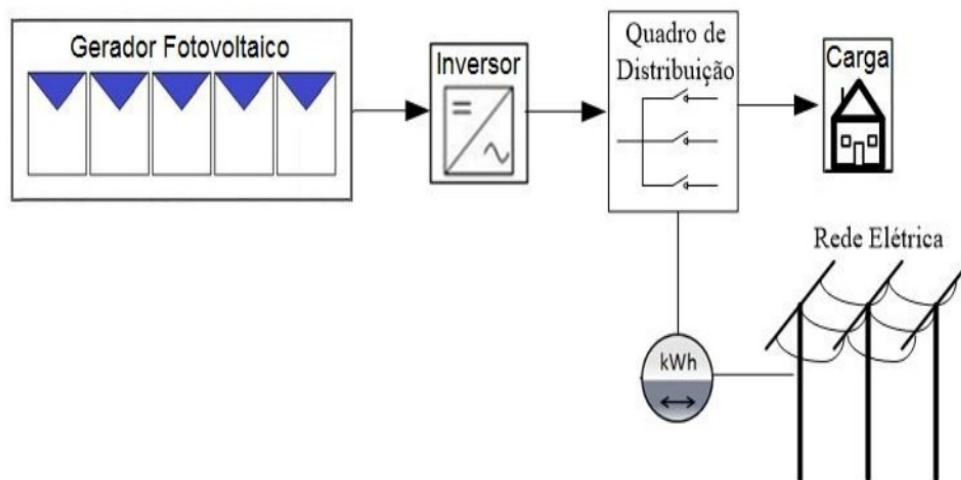 Gerador Fotovoltaico
Inversor
Quadro de
Distribuição
Carga
Rede Elétrica
kWh